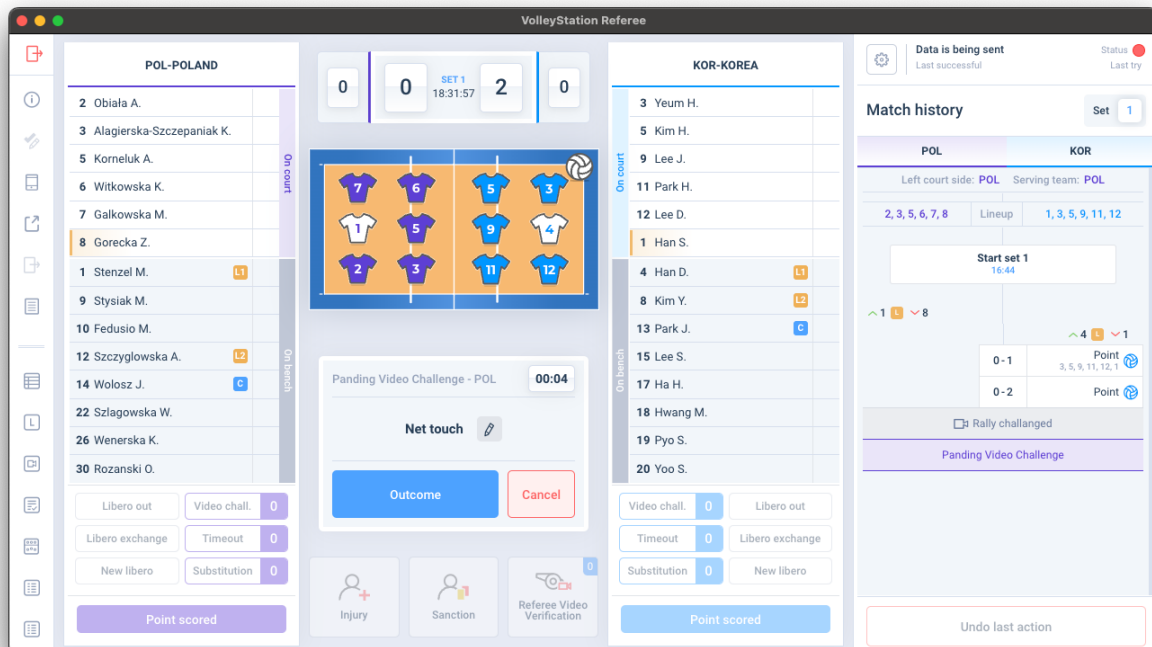 VolleyStation Referee
POL-POLAND
2 Obiała A.
3 Alagierska-Szczepaniak K.
5 Korneluk A.
6 Witkowska K.
7 Galkowska M.
8 Gorecka Z.
On court
1 Stenzel M. L1
9 Stysiak M.
10 Fedusio M.
12 Szczyglowska A. L2
14 Wolosz J. C
22 Szlagowska W.
26 Wenerska K.
30 Rozanski O.
On bench
Libero out
Video chall. 0
Libero exchange
Timeout 0
New libero
Substitution 0
Point scored
0
0
SET 1
18:31:57
2
0
7 6 5 3
1 5 9 4
2 3 11 12
Panding Video Challenge - POL 00:04
Net touch
Outcome
Cancel
Injury
Sanction
0
Referee Video
Verification
KOR-KOREA
3 Yeum H.
5 Kim H.
9 Lee J.
11 Park H.
12 Lee D.
1 Han S.
On court
4 Han D. L1
8 Kim Y. L2
13 Park J. C
15 Lee S.
17 Ha H.
18 Hwang M.
19 Pyo S.
20 Yoo S.
On bench
Video chall. 0
Libero out
Timeout 0
Libero exchange
Substitution 0
New libero
Point scored
Data is being sent
Last successful
Status
Last try
Match history
Set 1
POL KOR
Left court side: POL Serving team: POL
2, 3, 5, 6, 7, 8 Lineup 1, 3, 5, 9, 11, 12
Start set 1
16:44
1 L 8
4 L 1
0 - 1 Point
3, 5, 9, 11, 12, 1
0 - 2 Point
Rally challanged
Panding Video Challenge
Undo last action
L